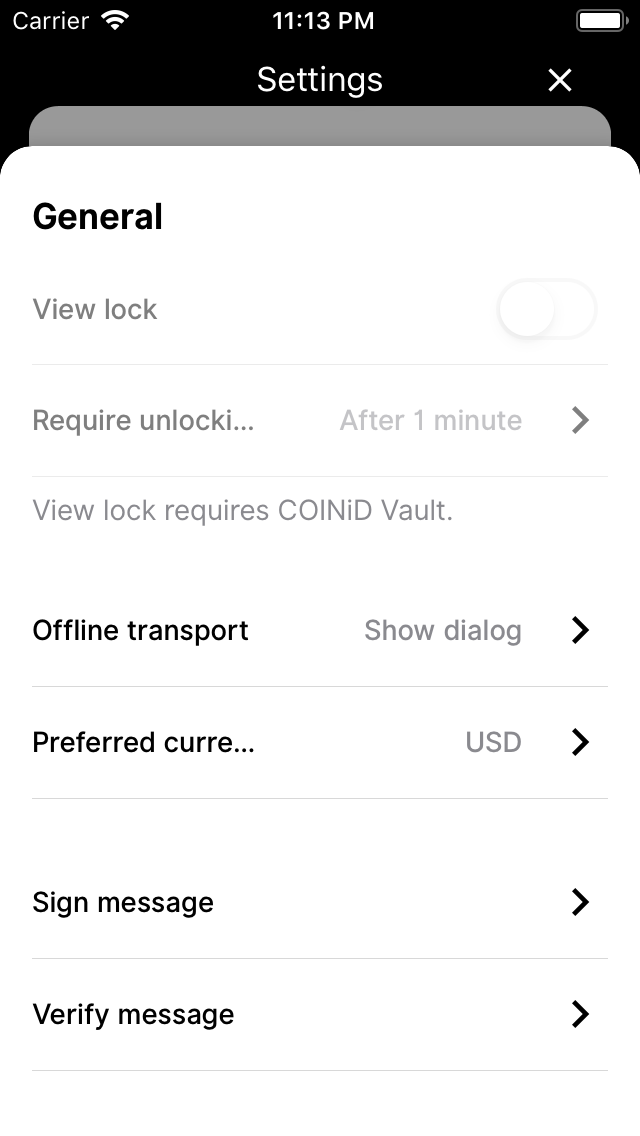 Carrier 11:13 PM
Settings
General
View lock
Require unlocki... After 1 minute
View lock requires COINiD Vault.
Offline transport Show dialog
Preferred curre... USD
Sign message
Verify message